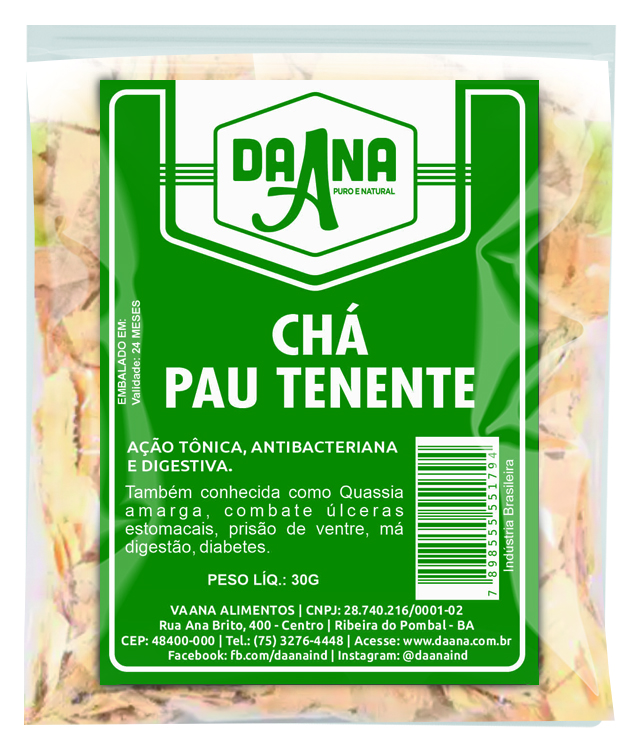 DAANA
PURO E NATURAL
CHÁ
PAU TENENTE
EMBALADO EM:
Validade: 24 MESES
AÇÃO TÔNICA, ANTIBACTERIANA
E DIGESTIVA.
Também conhecida como Quassia
amarga, combate úlceras
estomacais, prisão de ventre, má
digestão, diabetes.
PESO LÍQ.: 30G
7 898555 551794
Indústria Brasileira
VAANA ALIMENTOS | CNPJ: 28.740.216/0001-02
Rua Ana Brito, 400 - Centro | Ribeira do Pombal - BA
CEP: 48400-000 | Tel.: (75) 3276-4448 | Acesse: www.daana.com.br
Facebook: fb.com/daanaind | Instagram: @daanaind